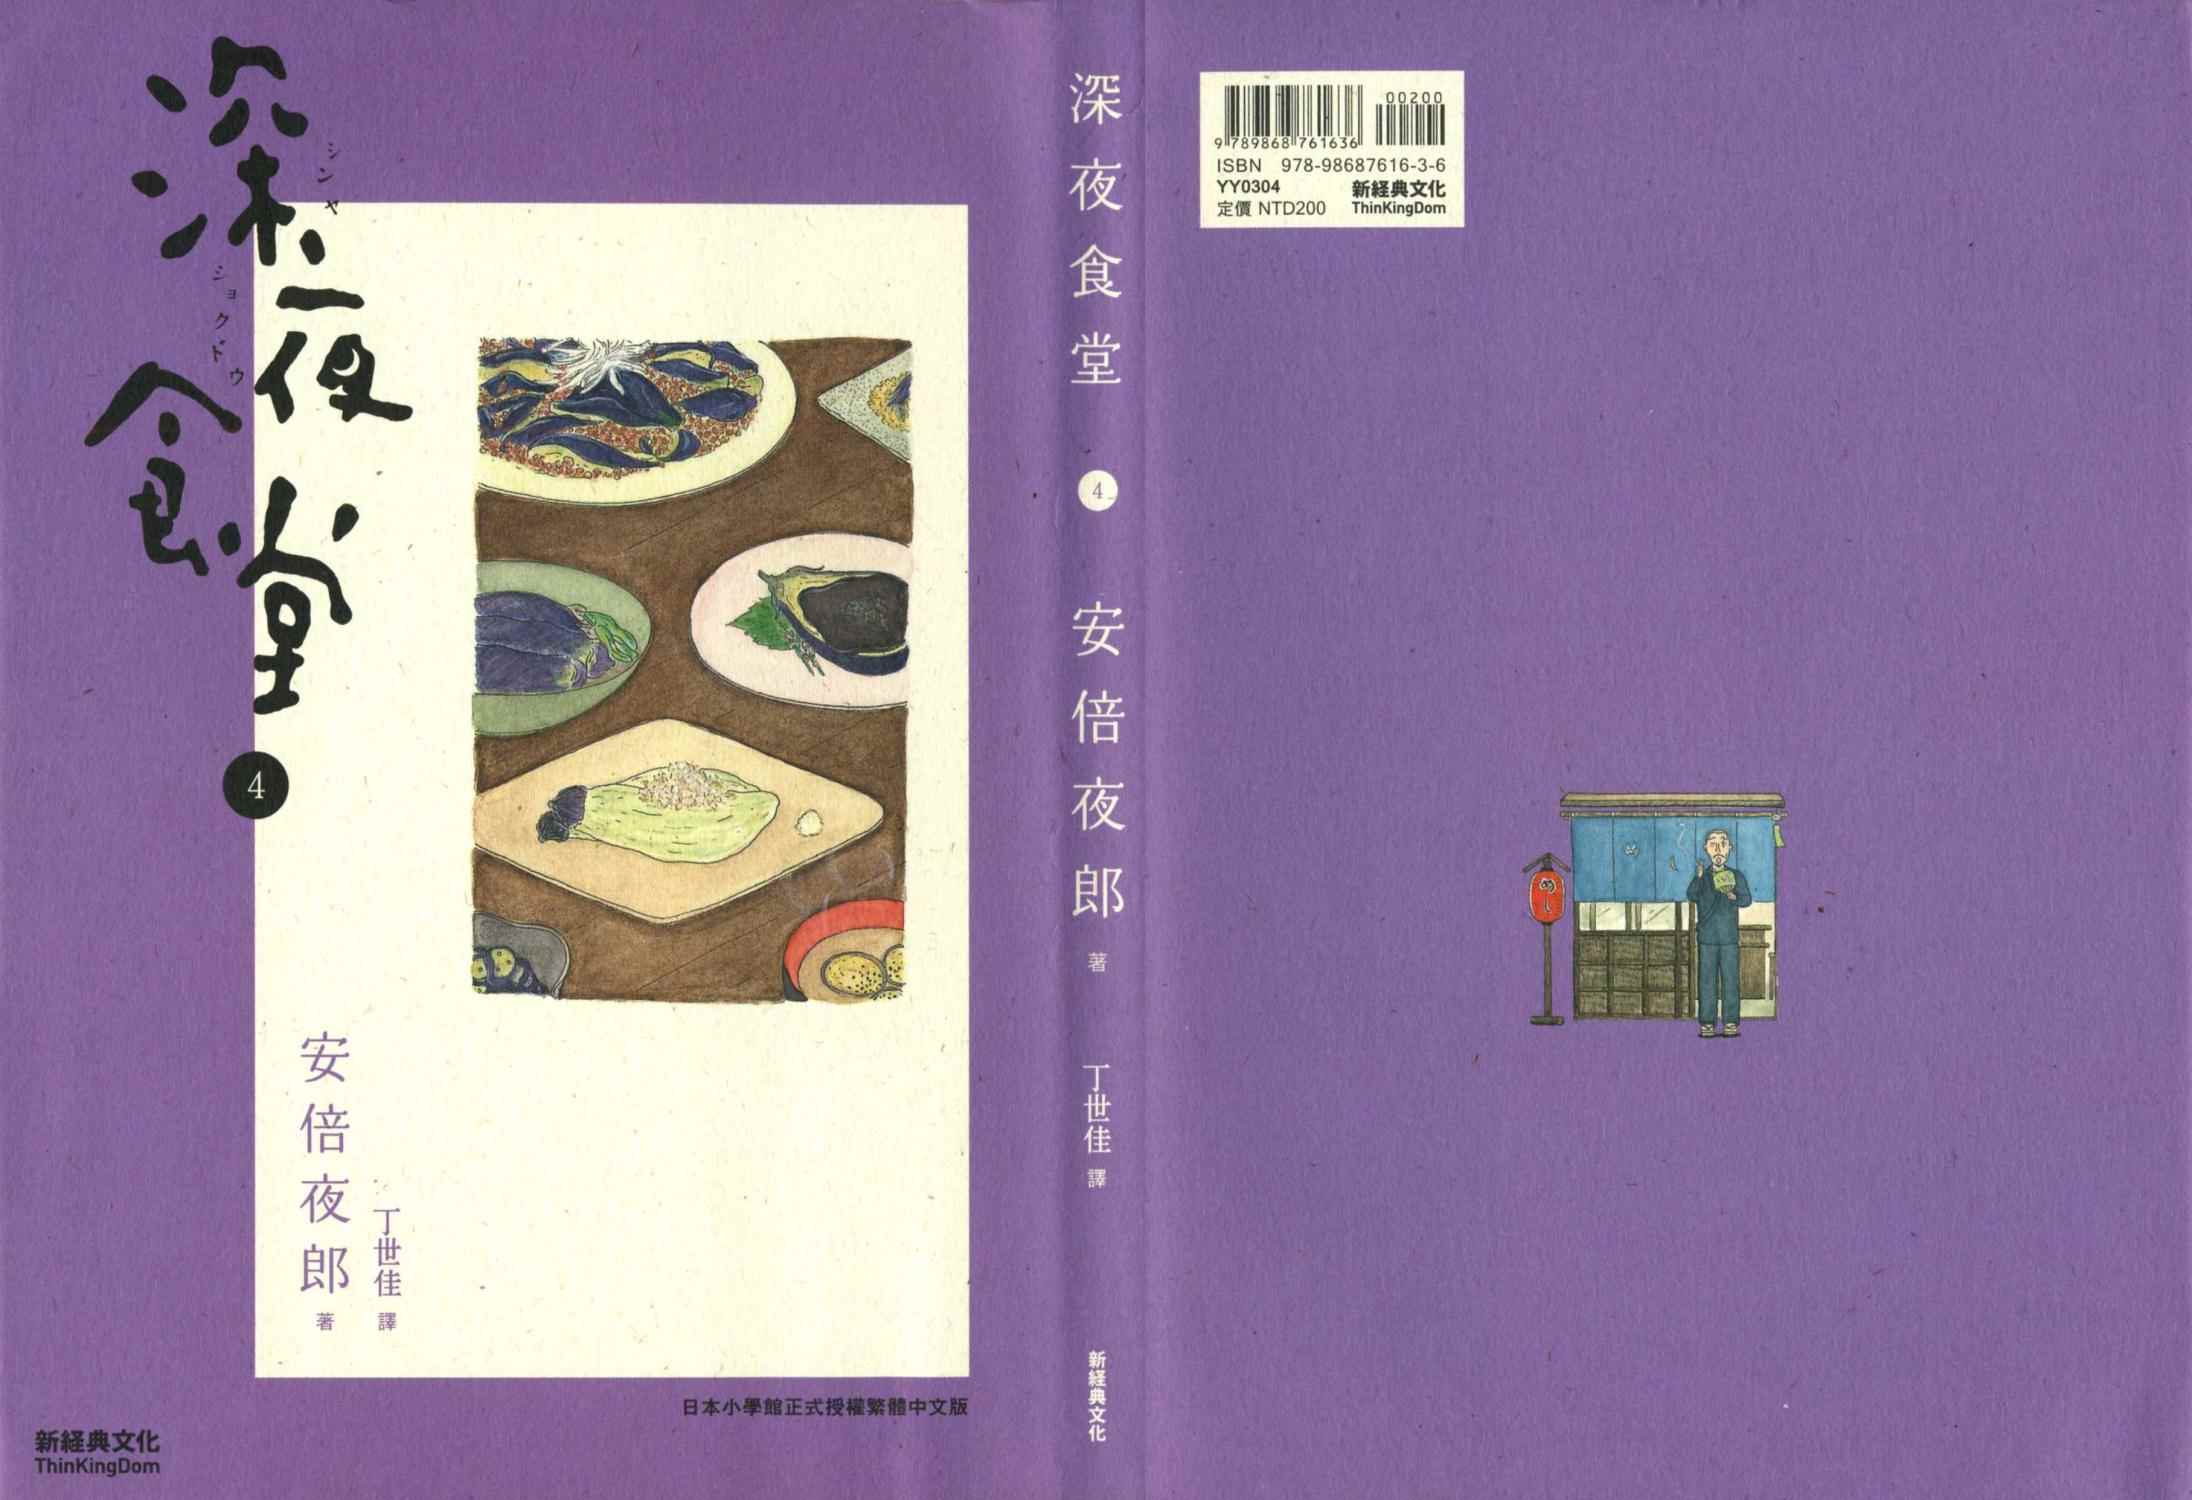 深夜食堂
シンヤ
ショクドウ
4
安倍夜郎 著
丁世佳 譯
日本小學館正式授權繁體中文版
新経典文化
ThinKingDom
深夜食堂 4 安倍夜郎 著 丁世佳 譯 新経典文化
00200
9 789868 761636
ISBN 978-98687616-3-6
YY0304
新経典文化
定價 NTD200
ThinKingDom
めし
め
し